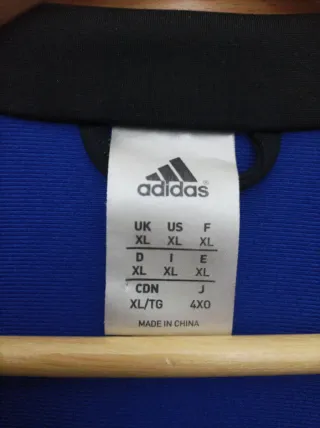 adidas
UK US F
XL XL XL
D I E
XL XL XL
CDN J
XL/TG 4XO
MADE IN CHINA